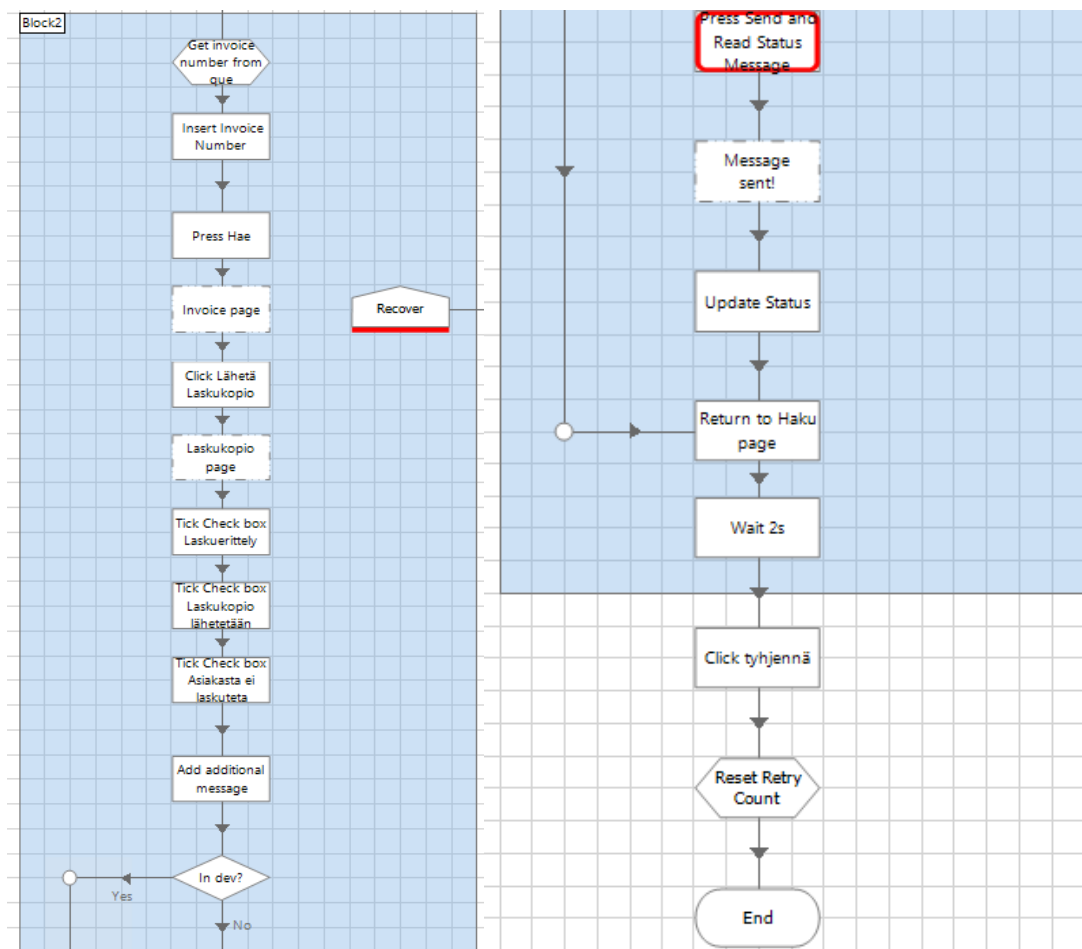 Block2
Get invoice
number from
que
Insert Invoice
Number
Press Hae
Invoice page
Recover
Click Lähetä
Laskukopio
Laskukopio
page
Tick Check box
Laskuerittely
Tick Check box
Laskukopio
lähetetään
Tick Check box
Asiakasta ei
laskuteta
Add additional
message
In dev?
Yes
No
Press Send and
Read Status
Message
Message
sent!
Update Status
Return to Haku
page
Wait 2s
Click tyhjennä
Reset Retry
Count
End